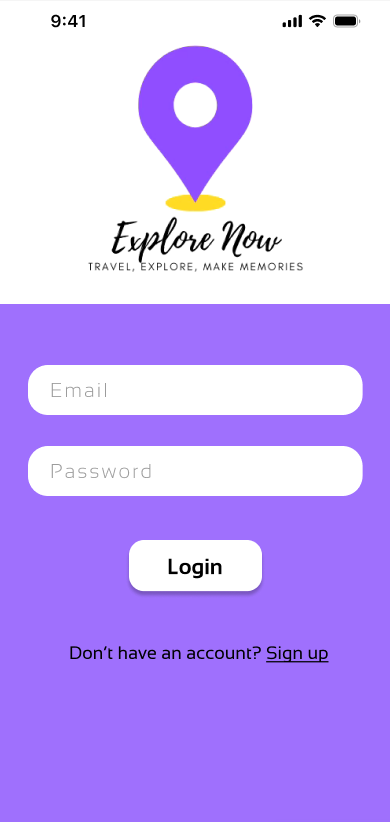 9:41
Explore Now
TRAVEL, EXPLORE, MAKE MEMORIES
Email
Password
Login
Don't have an account? Sign up